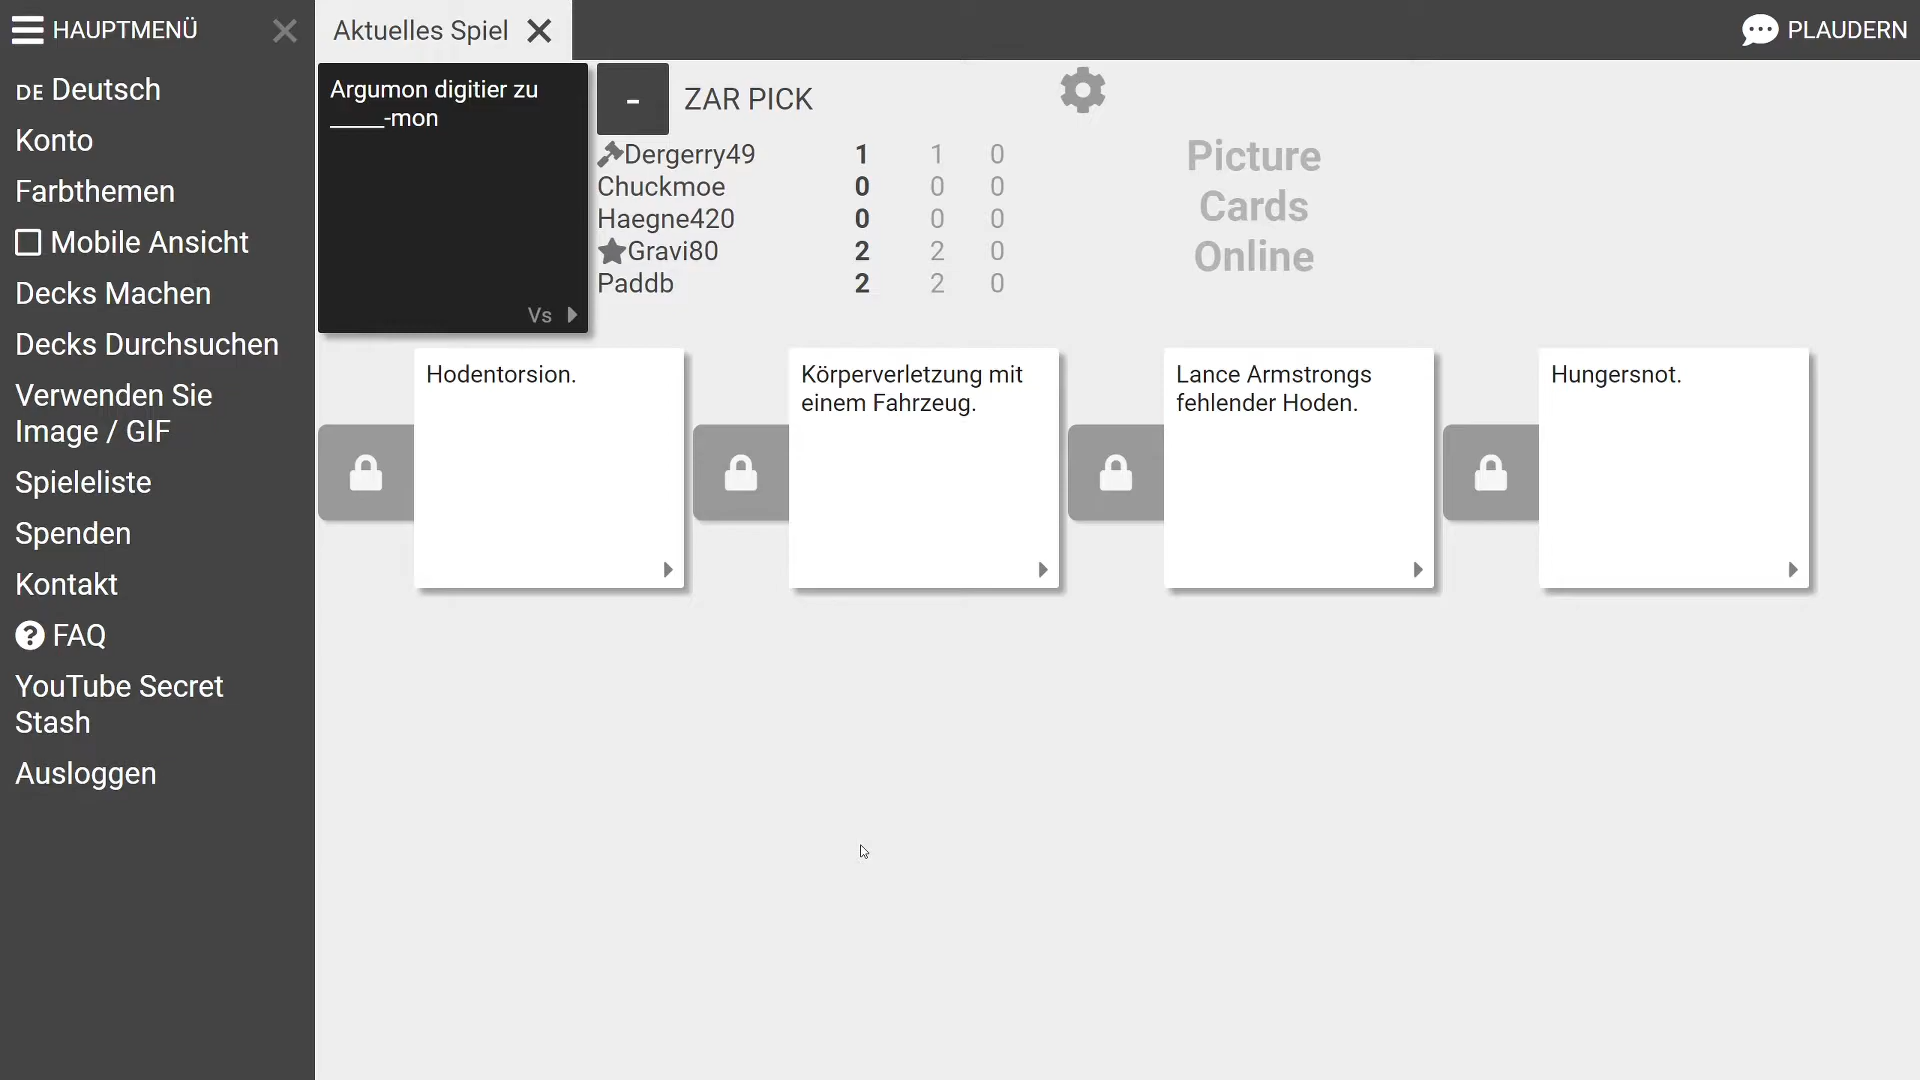 HAUPTMENÜ
Aktuelles Spiel
PLAUDERN
DE Deutsch
Konto
Farbthemen
Mobile Ansicht
Decks Machen
Decks Durchsuchen
Verwenden Sie
Image / GIF
Spieleliste
Spenden
Kontakt
FAQ
YouTube Secret
Stash
Ausloggen
Argumon digitier zu
_____-mon
Vs
-
ZAR PICK
Dergerry49 1 1 0
Chuckmoe 0 0 0
Haegne420 0 0 0
Gravi80 2 2 0
Paddb 2 2 0
Picture
Cards
Online
Hodentorsion.
Körperverletzung mit
einem Fahrzeug.
Lance Armstrongs
fehlender Hoden.
Hungersnot.